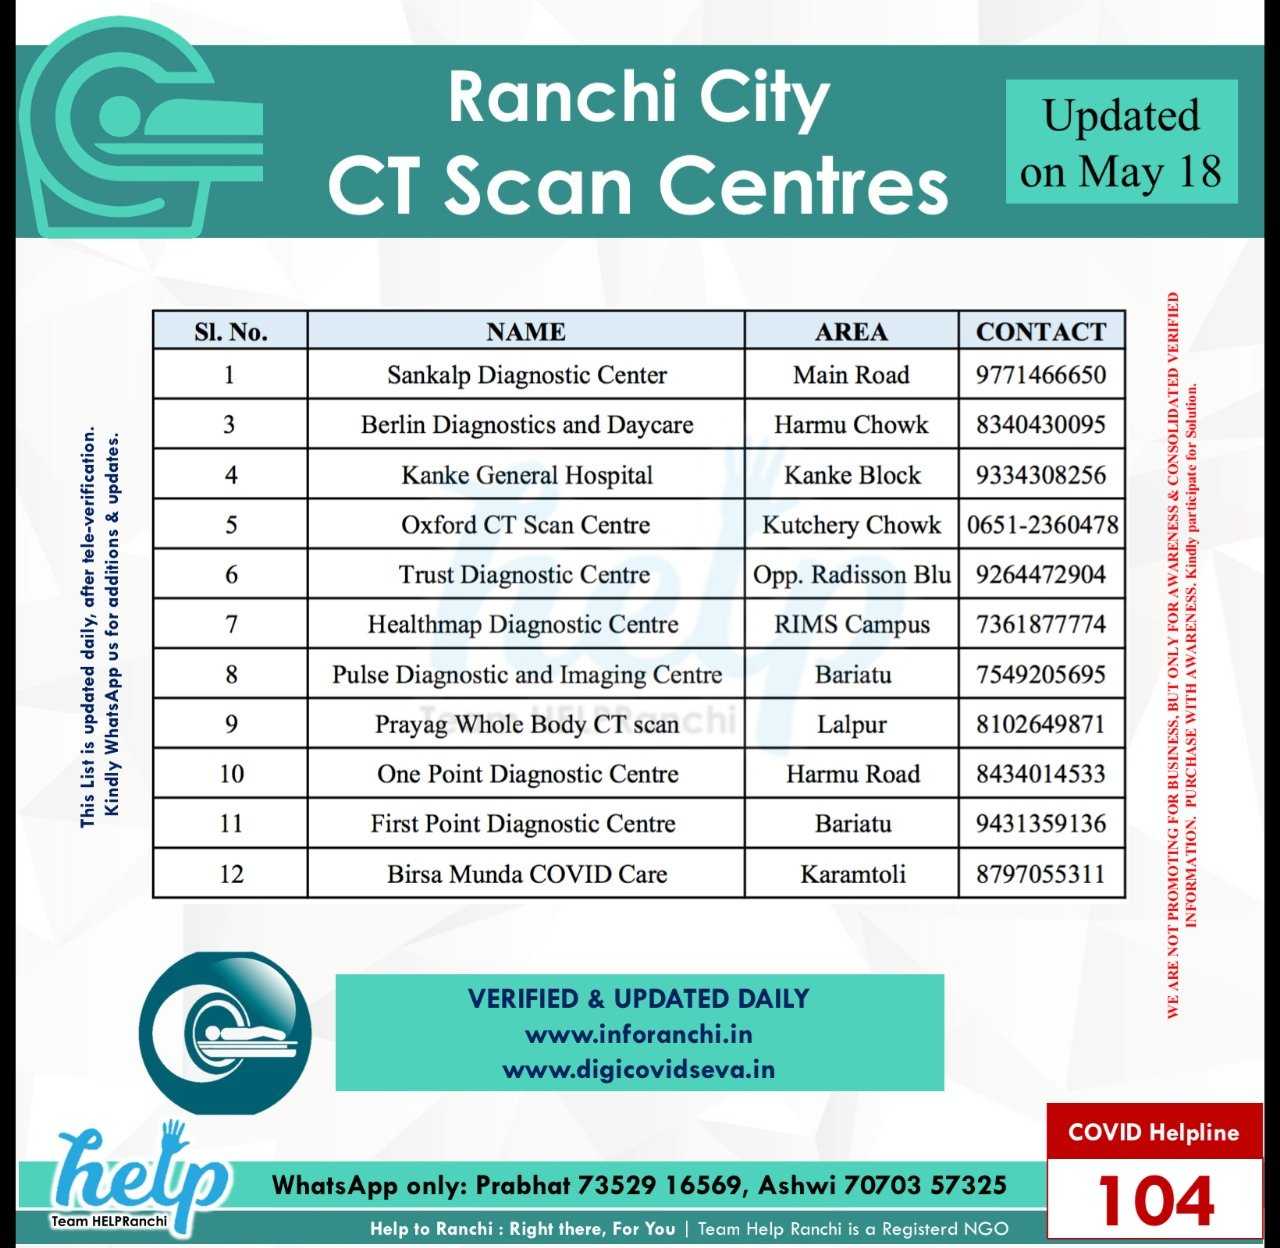 Ranchi City
CT Scan Centres
Updated
on May 18
Sl. No. NAME AREA CONTACT
1 Sankalp Diagnostic Center Main Road 9771466650
3 Berlin Diagnostics and Daycare Harmu Chowk 8340430095
4 Kanke General Hospital Kanke Block 9334308256
5 Oxford CT Scan Centre Kutchery Chowk 0651-2360478
6 Trust Diagnostic Centre Opp. Radisson Blu 9264472904
7 Healthmap Diagnostic Centre RIMS Campus 7361877774
8 Pulse Diagnostic and Imaging Centre Bariatu 7549205695
9 Prayag Whole Body CT scan Lalpur 8102649871
10 One Point Diagnostic Centre Harmu Road 8434014533
11 First Point Diagnostic Centre Bariatu 9431359136
12 Birsa Munda COVID Care Karamtoli 8797055311
help
Team HELPRanchi
This List is updated daily, after tele-verification.
Kindly WhatsApp us for additions & updates.
WE ARE NOT PROMOTING FOR BUSINESS, BUT ONLY FOR AWARENESS & CONSOLIDATED VERIFIED
INFORMATION. PURCHASE WITH AWARENESS. Kindly participate for Solution.
VERIFIED & UPDATED DAILY
www.inforanchi.in
www.digicovidseva.in
help
Team HELPRanchi
WhatsApp only: Prabhat 73529 16569, Ashwi 70703 57325
Help to Ranchi : Right there, For You | Team Help Ranchi is a Registerd NGO
COVID Helpline
104